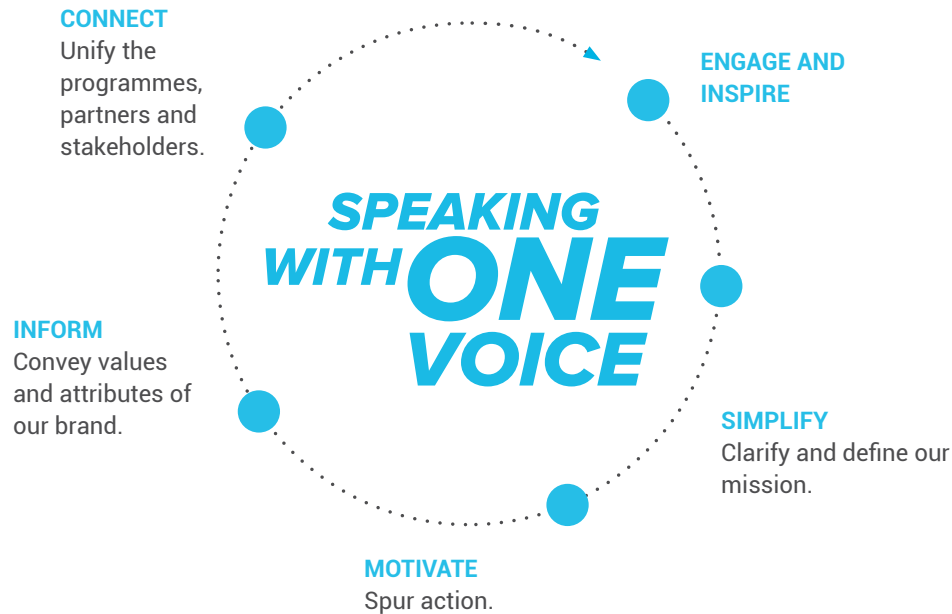 CONNECT
Unify the
programmes,
partners and
stakeholders.
ENGAGE AND
INSPIRE
SPEAKING
WITH ONE
VOICE
INFORM
Convey values
and attributes of
our brand.
SIMPLIFY
Clarify and define our
mission.
MOTIVATE
Spur action.